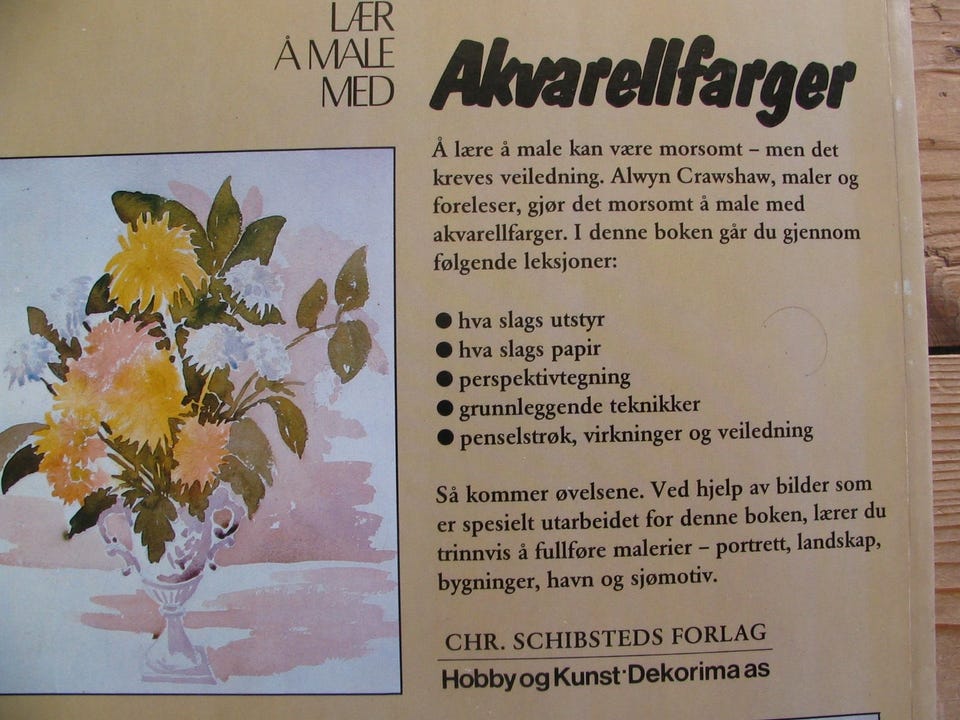 LÆR
Å MALE
MED
Akvarellfarger
Å lære å male kan være morsomt – men det
kreves veiledning. Alwyn Crawshaw, maler og
foreleser, gjør det morsomt å male med
akvarellfarger. I denne boken går du gjennom
følgende leksjoner:
● hva slags utstyr
● hva slags papir
● perspektivtegning
● grunnleggende teknikker
● penselstrøk, virkninger og veiledning
Så kommer øvelsene. Ved hjelp av bilder som
er spesielt utarbeidet for denne boken, lærer du
trinnvis å fullføre malerier – portrett, landskap,
bygninger, havn og sjømotiv.
CHR. SCHIBSTEDS FORLAG
Hobby og Kunst·Dekorima as